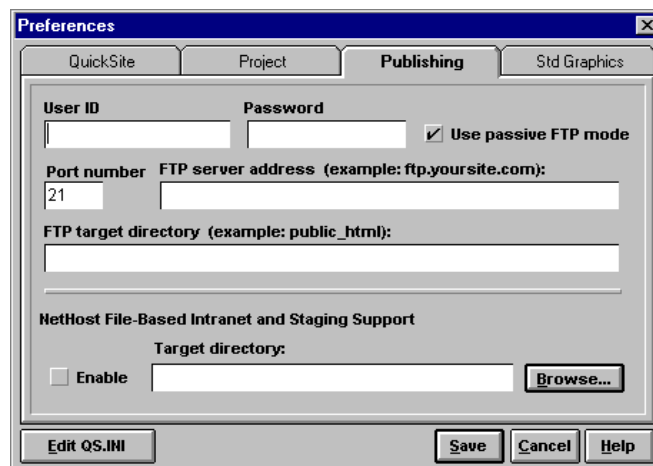 Preferences
QuickSite Project Publishing Std Graphics
User ID Password
Use passive FTP mode
Port number FTP server address (example: ftp.yoursite.com):
21
FTP target directory (example: public_html):
NetHost File-Based Intranet and Staging Support
Target directory:
Enable Browse...
Edit QS.INI Save Cancel Help